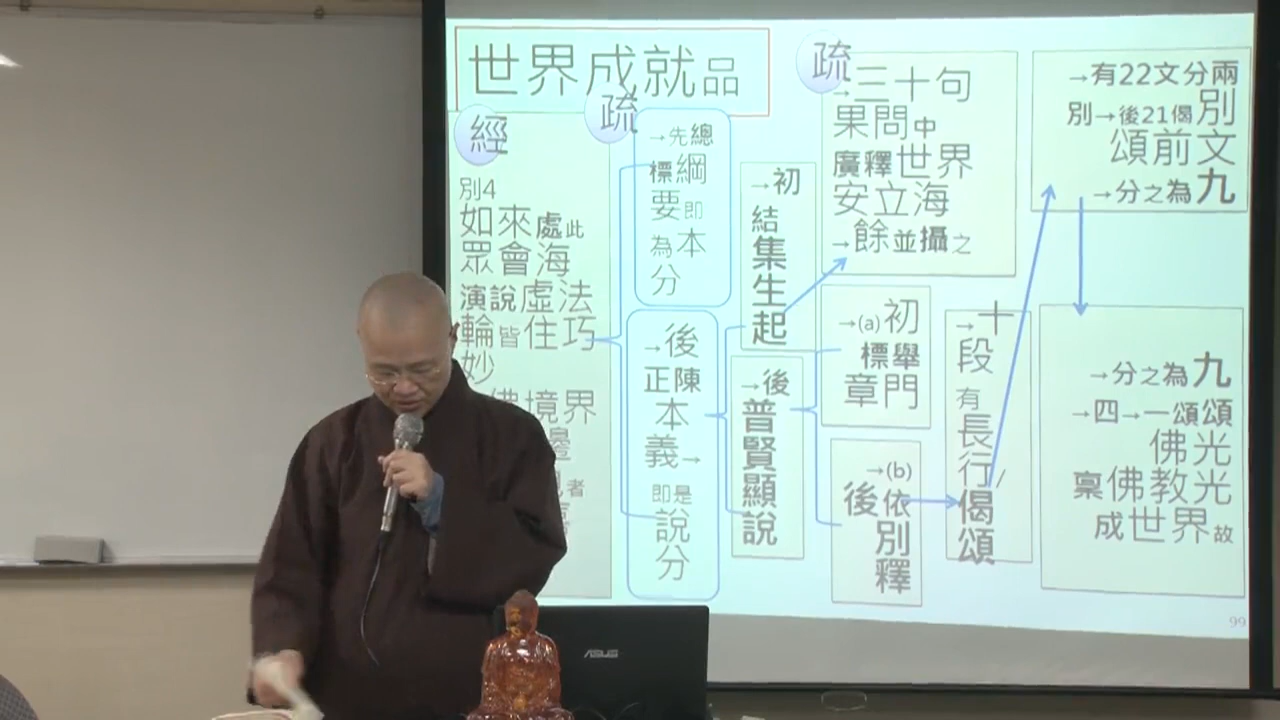 世界成就品
經
別4
如來處此
眾會海
演說虛法
輪皆住巧
妙
佛境界
邊
者
疏
→先總
標綱
要即
為本
分
→後
正陳
本
義→
即是
說分
→初
結
集
生
起
→後
普
賢
顯
說
疏
→三十句
果問中
廣釋世界
安立海
→餘並攝之
→(a)初
標舉
章門
→(b)
後依
別
釋
→十
段
有
長
行/
偈
頌
→有22文分兩
別→後21偈別
頌前文
→分之為九
→分之為九
→四→一頌頌
佛光
稟佛教光
成世界故
99
ASUS